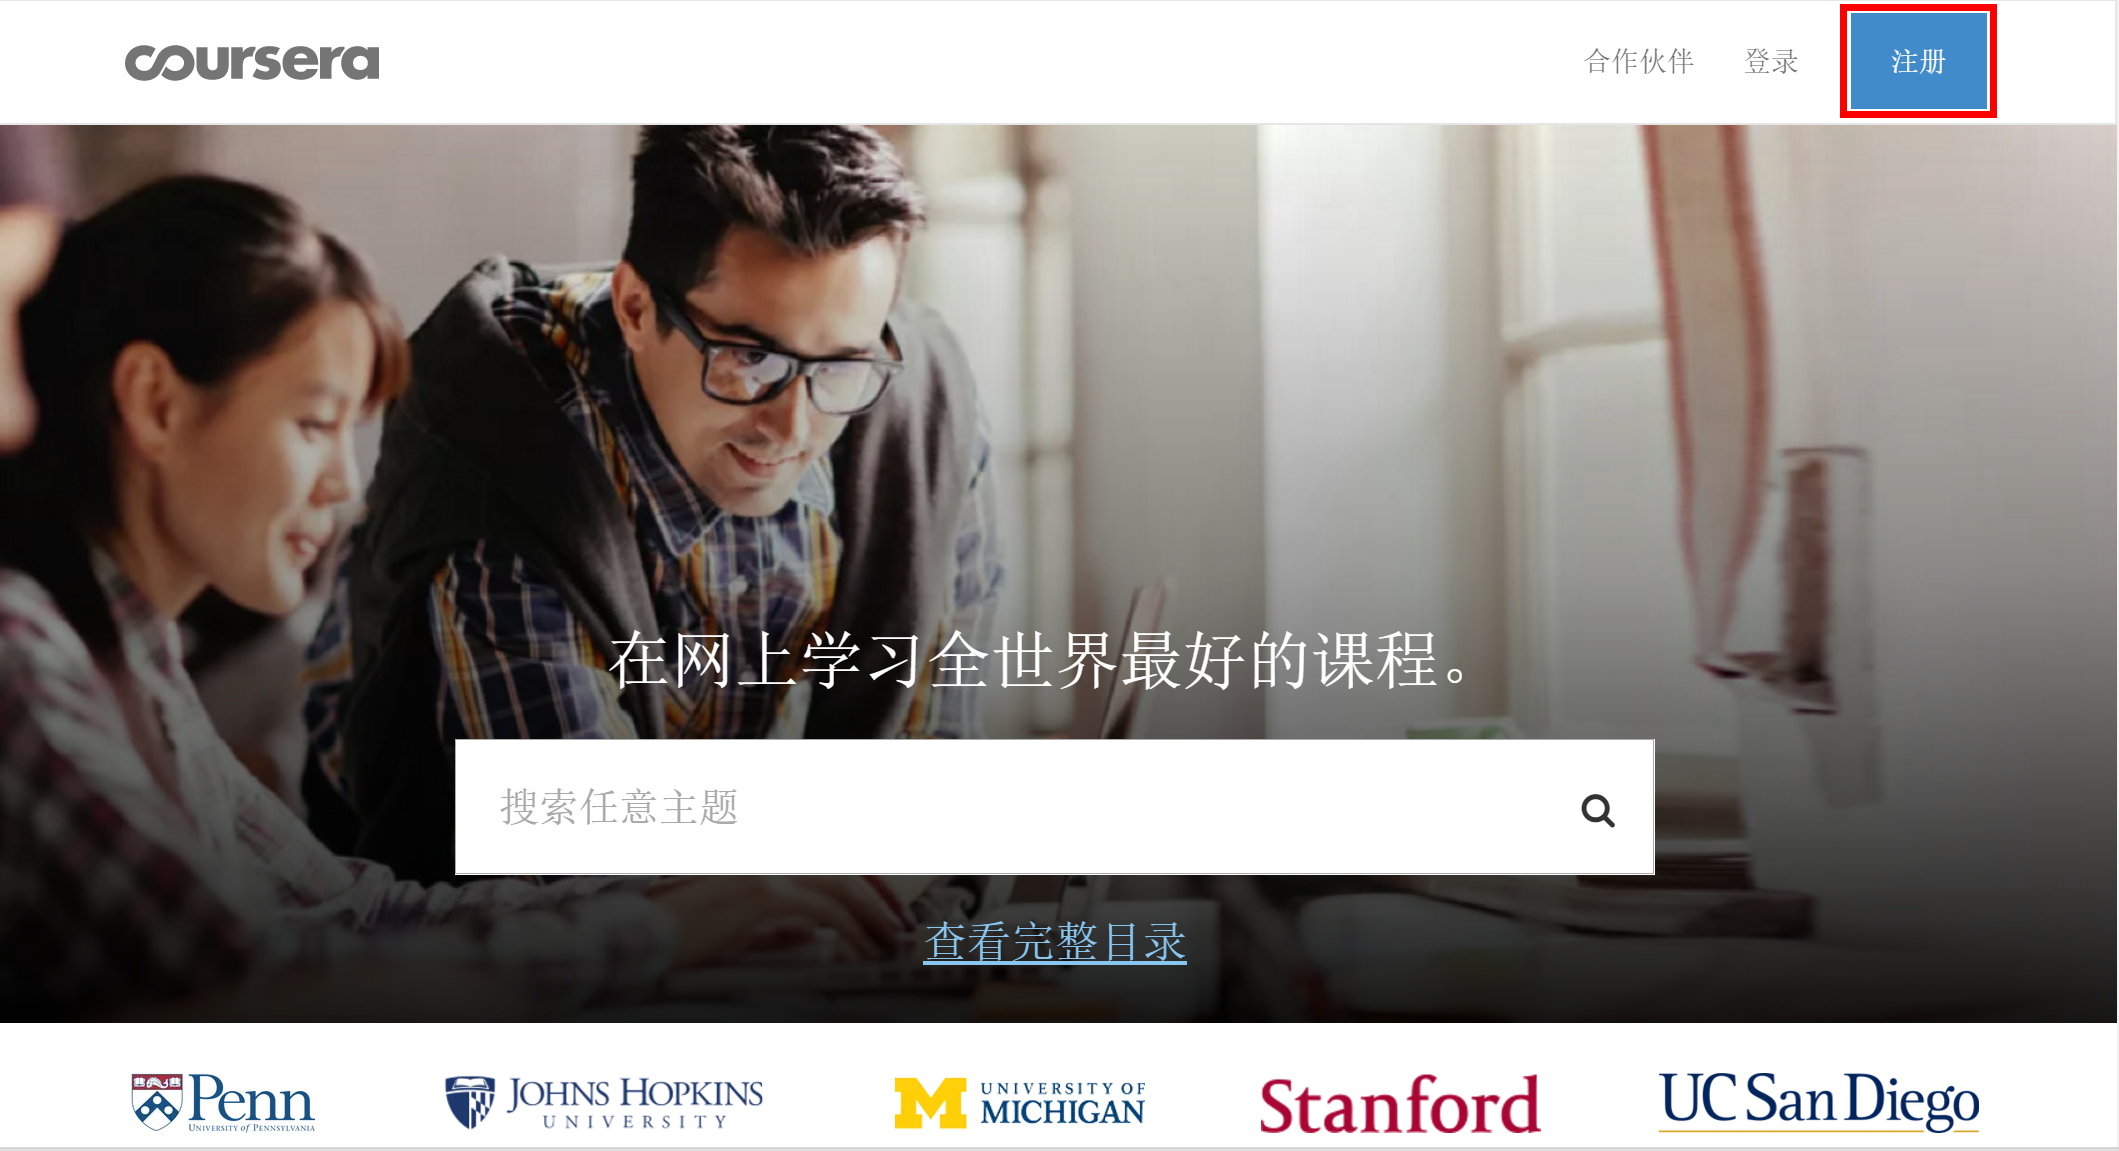 coursera
合作伙伴
登录
注册
在网上学习全世界最好的课程。
搜索任意主题
查看完整目录
Penn
UNIVERSITY of PENNSYLVANIA
JOHNS HOPKINS
UNIVERSITY
UNIVERSITY OF
MICHIGAN
Stanford
UC San Diego